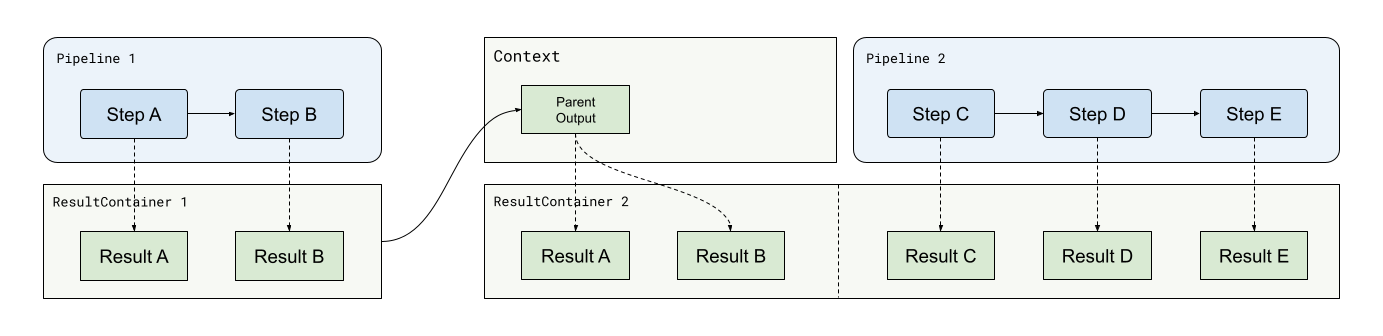 Pipeline 1
Step A
Step B
ResultContainer 1
Result A
Result B
Context
Parent
Output
ResultContainer 2
Result A
Result B
Pipeline 2
Step C
Step D
Step E
Result C
Result D
Result E